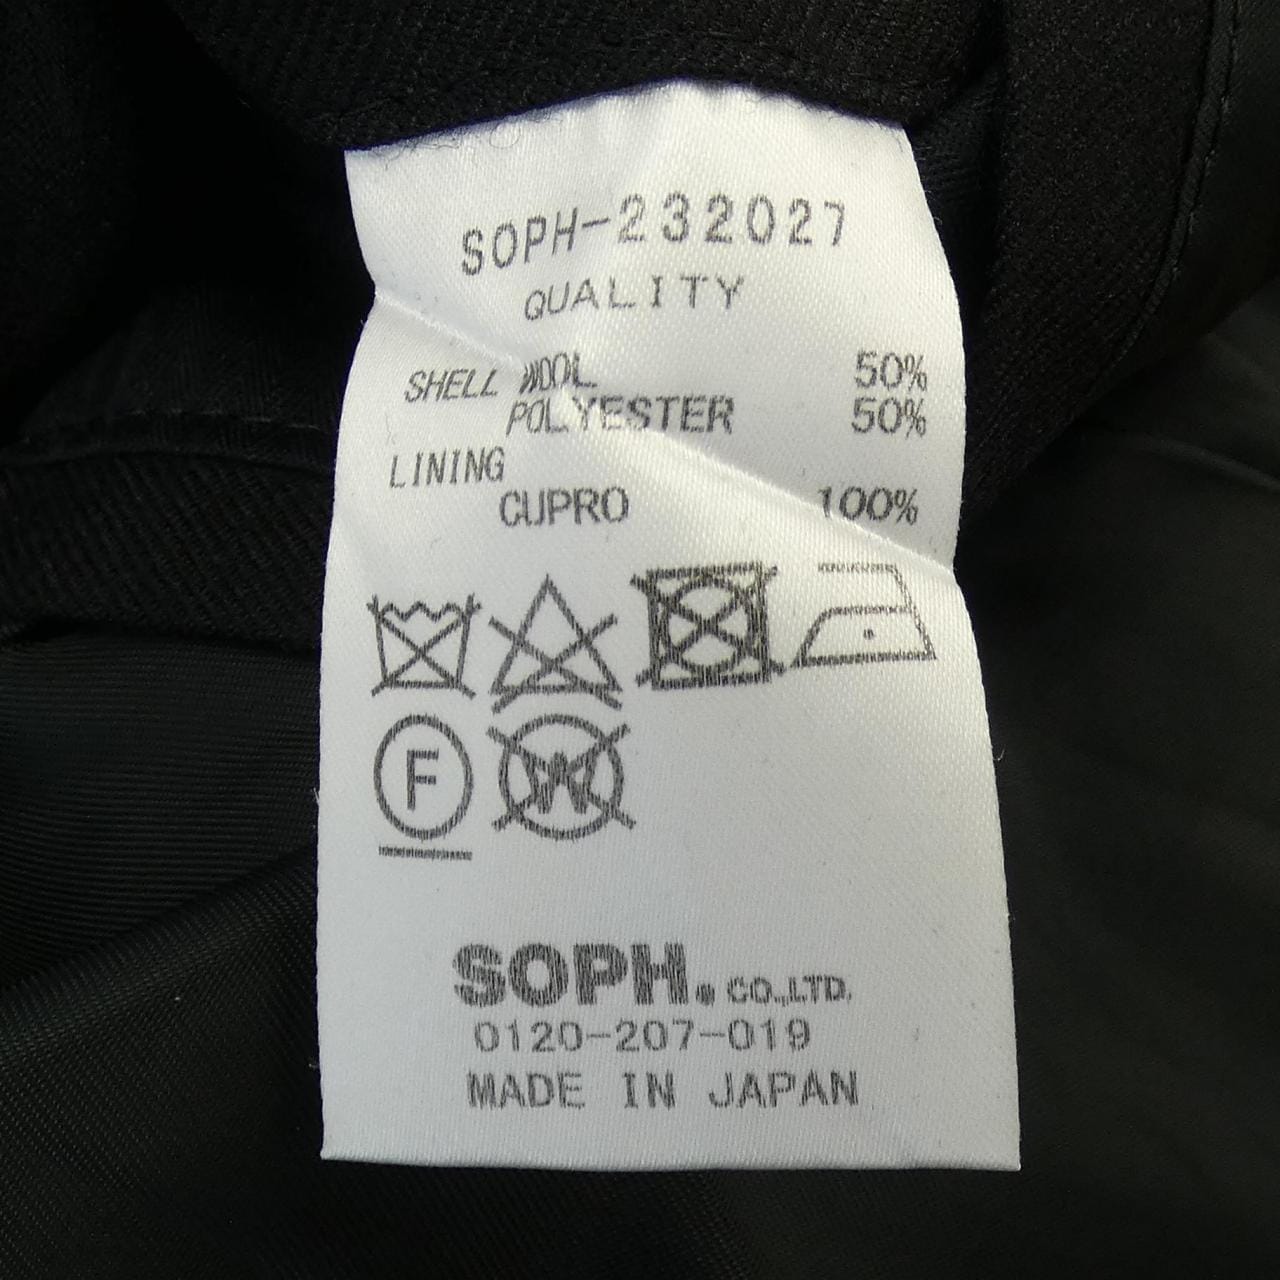 SOPH-232027
QUALITY
SHELL WOOL 50%
POLYESTER 50%
LINING
CUPRO 100%
F W
SOPH. CO.,LTD.
0120-207-019
MADE IN JAPAN